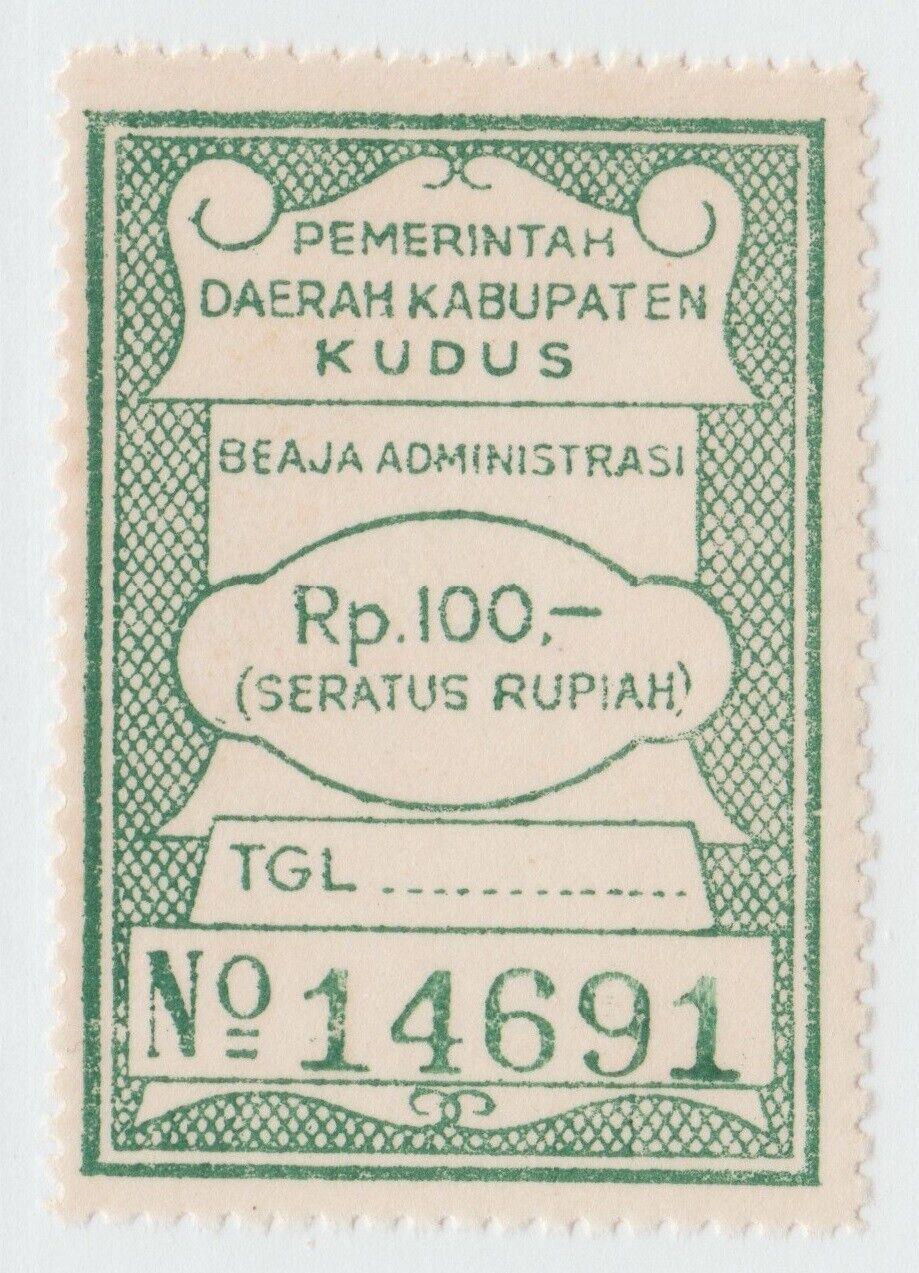 PEMERINTAH
DAERAH KABUPATEN
KUDUS
BEAJA ADMINISTRASI
Rp.100,-
(SERATUS RUPIAH)
TGL .............
Nº 14691